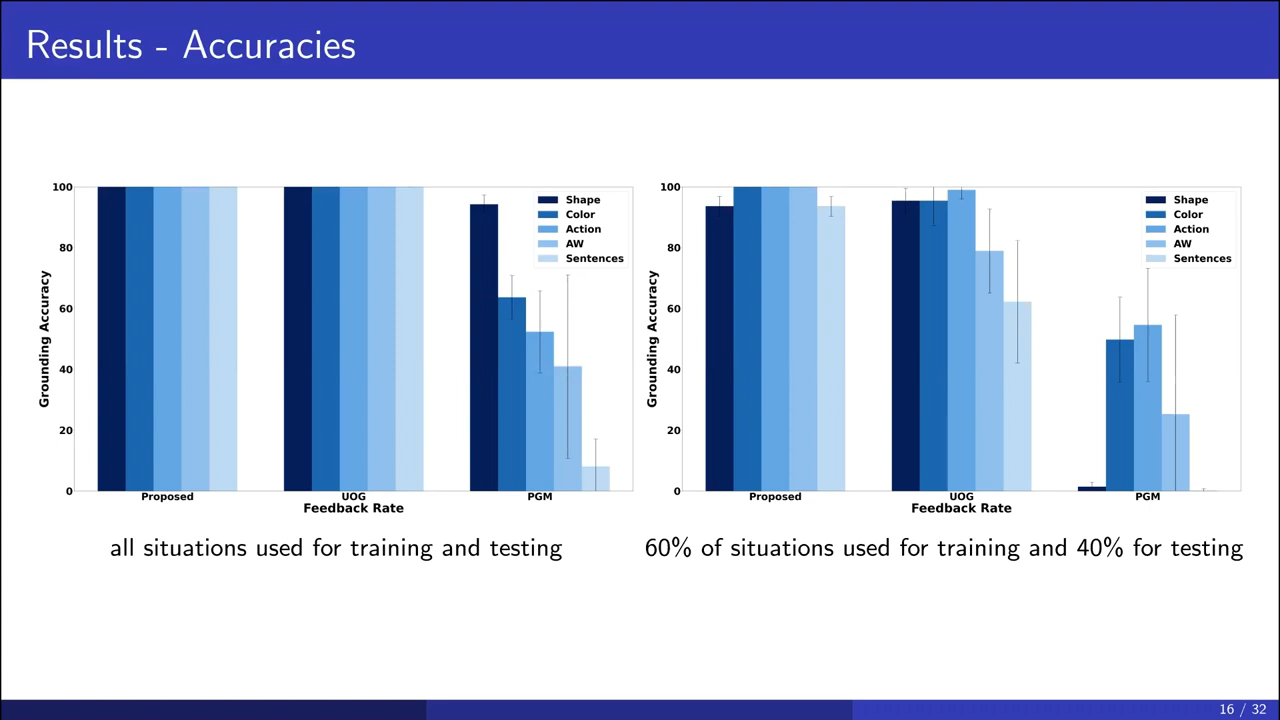 Results - Accuracies
100
80
60
40
20
0
Grounding Accuracy
Shape
Color
Action
AW
Sentences
Proposed
UOG
PGM
Feedback Rate
all situations used for training and testing
100
80
60
40
20
0
Grounding Accuracy
Shape
Color
Action
AW
Sentences
Proposed
UOG
PGM
Feedback Rate
60% of situations used for training and 40% for testing
16 / 32